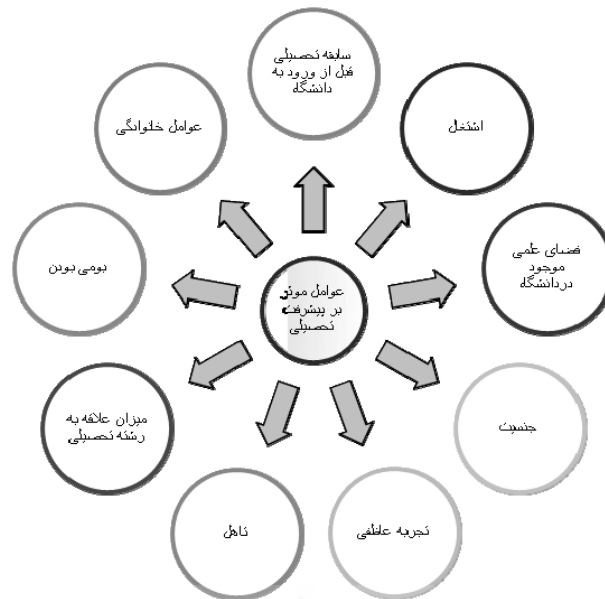 سابقه تحصیلی
قبل از ورود به
دانشگاه
اشتغال
فضای علمی
موجود
دردانشگاه
جنسیت
تجربه عاطفی
تاهل
میزان علاقه به
رشته تحصیلی
بومی بودن
عوامل خانوادگی
عوامل موثر
بر پیشرفت
تحصیلی